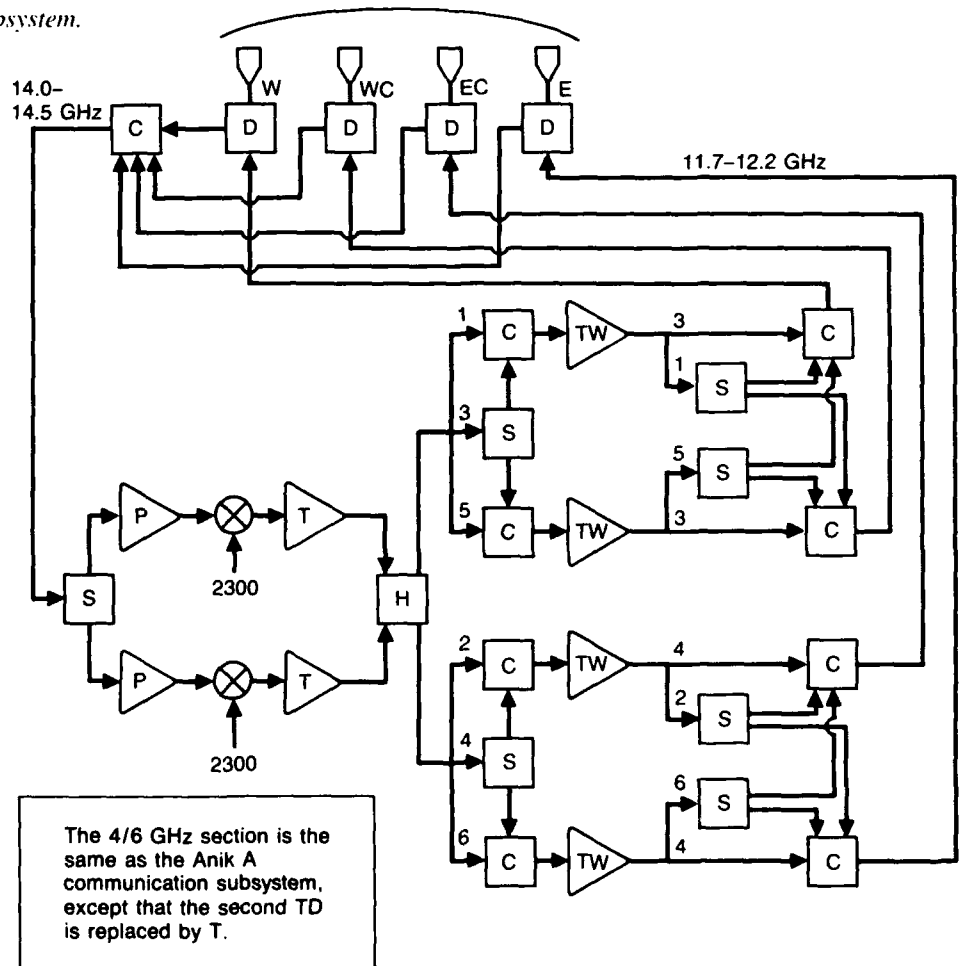 bsystem.
W
WC
EC
E
14.0–
14.5 GHz
C
D
D
D
D
11.7–12.2 GHz
1
C
TW
3
C
1
S
3
S
5
S
5
C
TW
3
C
P
T
2300
S
H
P
T
2300
2
C
TW
4
C
2
S
4
S
6
S
6
C
TW
4
C
The 4/6 GHz section is the
same as the Anik A
communication subsystem,
except that the second TD
is replaced by T.